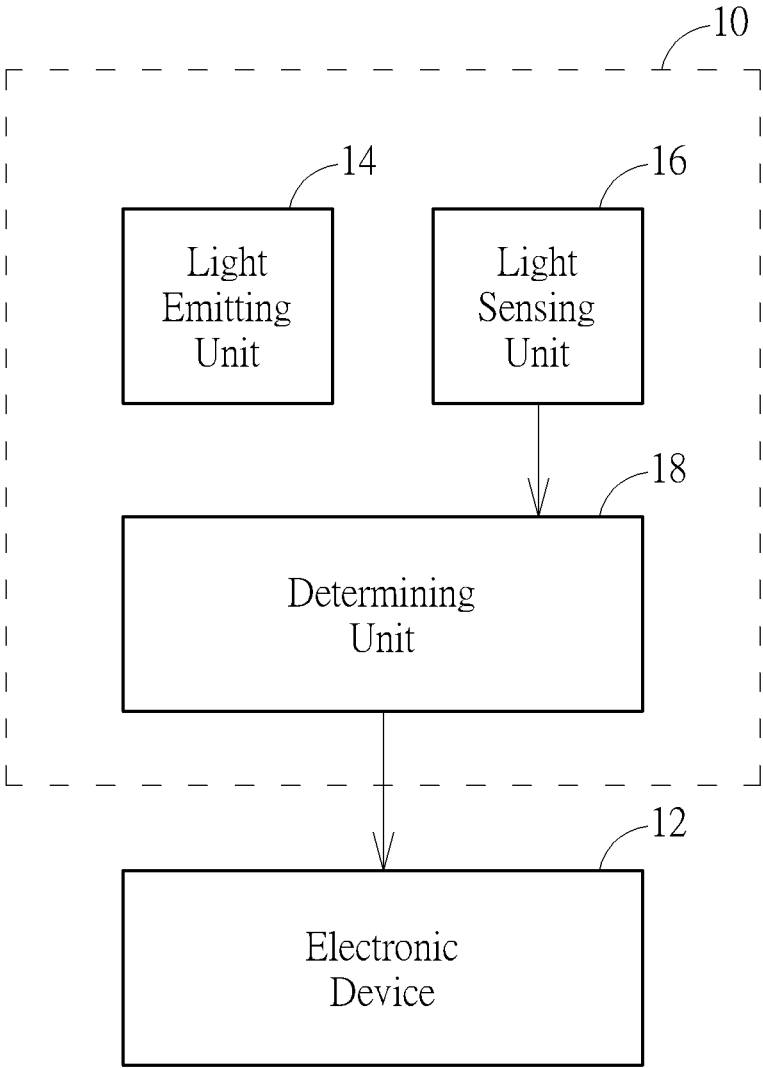 10
14
16
Light
Emitting
Unit
Light
Sensing
Unit
18
Determining
Unit
12
Electronic
Device